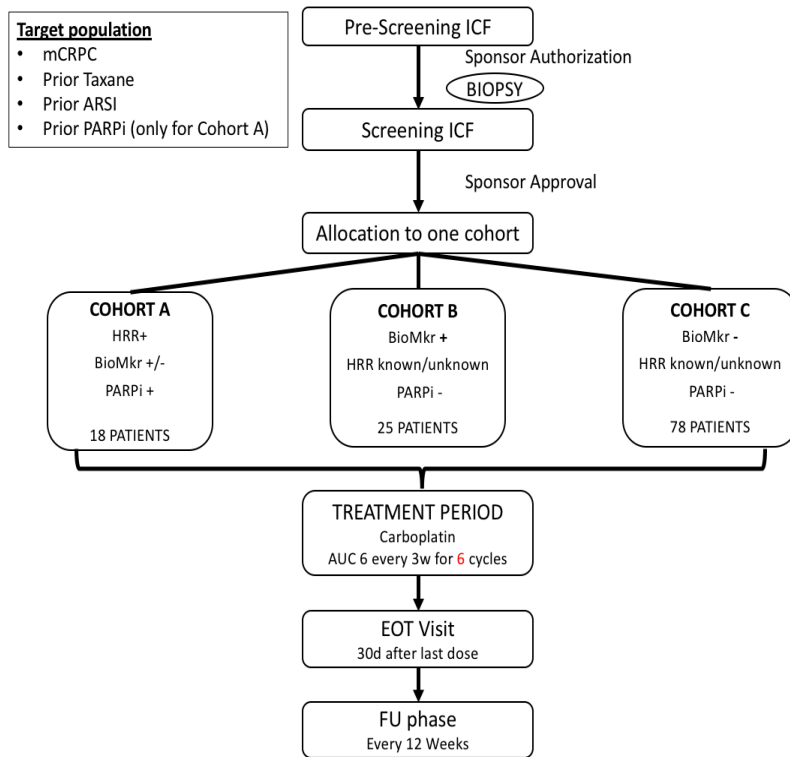 Target population
• mCRPC
• Prior Taxane
• Prior ARSI
• Prior PARPi (only for Cohort A)
Pre-Screening ICF
Sponsor Authorization
BIOPSY
Screening ICF
Sponsor Approval
Allocation to one cohort
COHORT A
HRR+
BioMkr +/-
PARPi +
18 PATIENTS
COHORT B
BioMkr +
HRR known/unknown
PARPi -
25 PATIENTS
COHORT C
BioMkr -
HRR known/unknown
PARPi -
78 PATIENTS
TREATMENT PERIOD
Carboplatin
AUC 6 every 3w for 6 cycles
EOT Visit
30d after last dose
FU phase
Every 12 Weeks